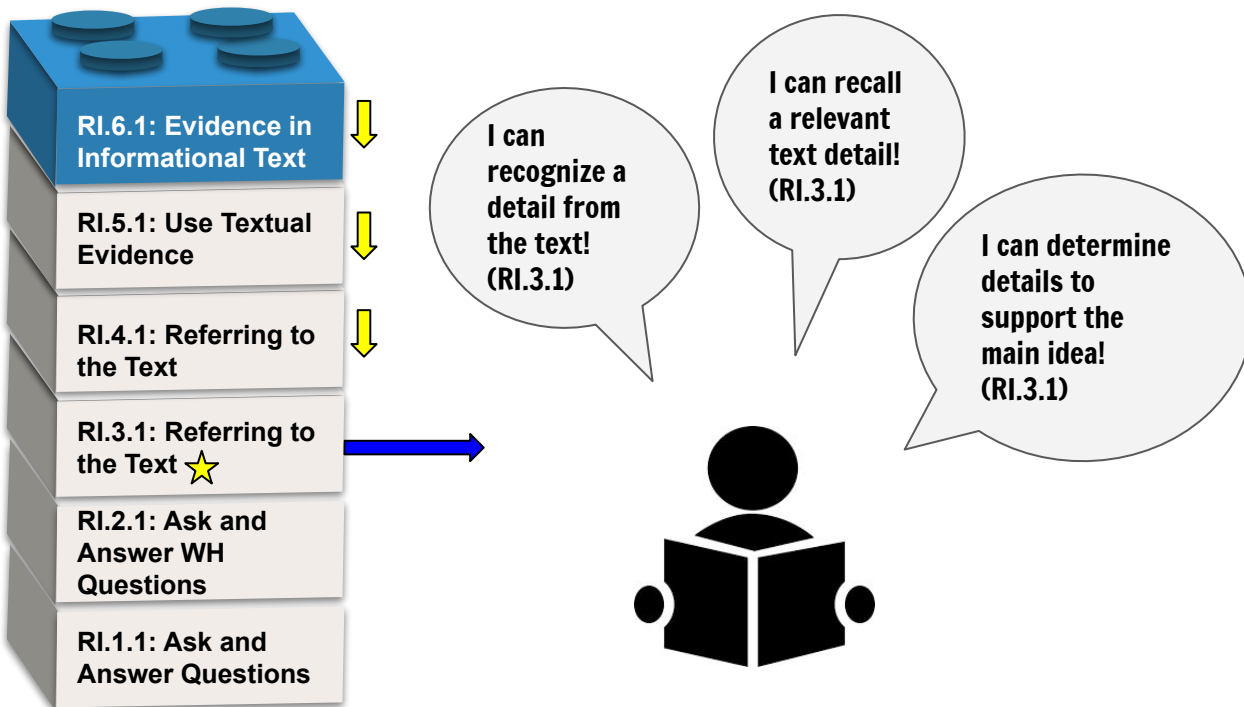 RI.6.1: Evidence in
Informational Text
RI.5.1: Use Textual
Evidence
RI.4.1: Referring to
the Text
RI.3.1: Referring to
the Text
RI.2.1: Ask and
Answer WH
Questions
RI.1.1: Ask and
Answer Questions
I can
recognize a
detail from
the text!
(RI.3.1)
I can recall
a relevant
text detail!
(RI.3.1)
I can determine
details to
support the
main idea!
(RI.3.1)